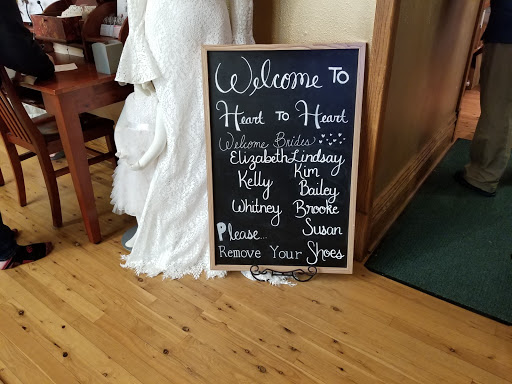 Welcome To
Heart To Heart
Welcome Brides
Elizabeth Lindsay
Kelly Kim
Bailey
Whitney Brooke
Susan
Please...
Remove Your Shoes